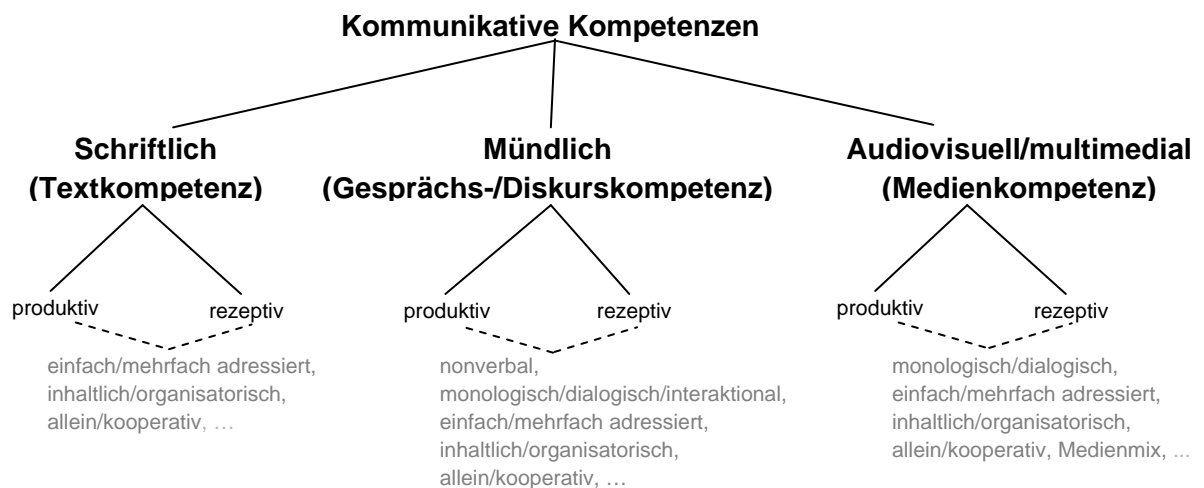 Kommunikative Kompetenzen
Schriftlich
(Textkompetenz)
Mündlich
(Gesprächs-/Diskurskompetenz)
Audiovisuell/multimedial
(Medienkompetenz)
produktiv
rezeptiv
produktiv
rezeptiv
produktiv
rezeptiv
einfach/mehrfach adressiert,
inhaltlich/organisatorisch,
allein/kooperativ, …
nonverbal,
monologisch/dialogisch/interaktional,
einfach/mehrfach adressiert,
inhaltlich/organisatorisch,
allein/kooperativ, …
monologisch/dialogisch,
einfach/mehrfach adressiert,
inhaltlich/organisatorisch,
allein/kooperativ, Medienmix, ...